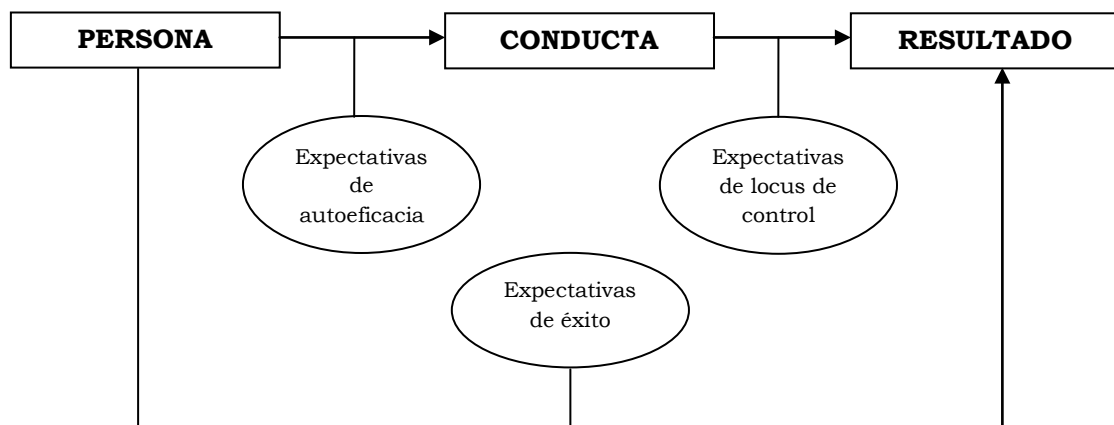 PERSONA
CONDUCTA
RESULTADO
Expectativas
de
autoeficacia
Expectativas
de locus de
control
Expectativas
de éxito